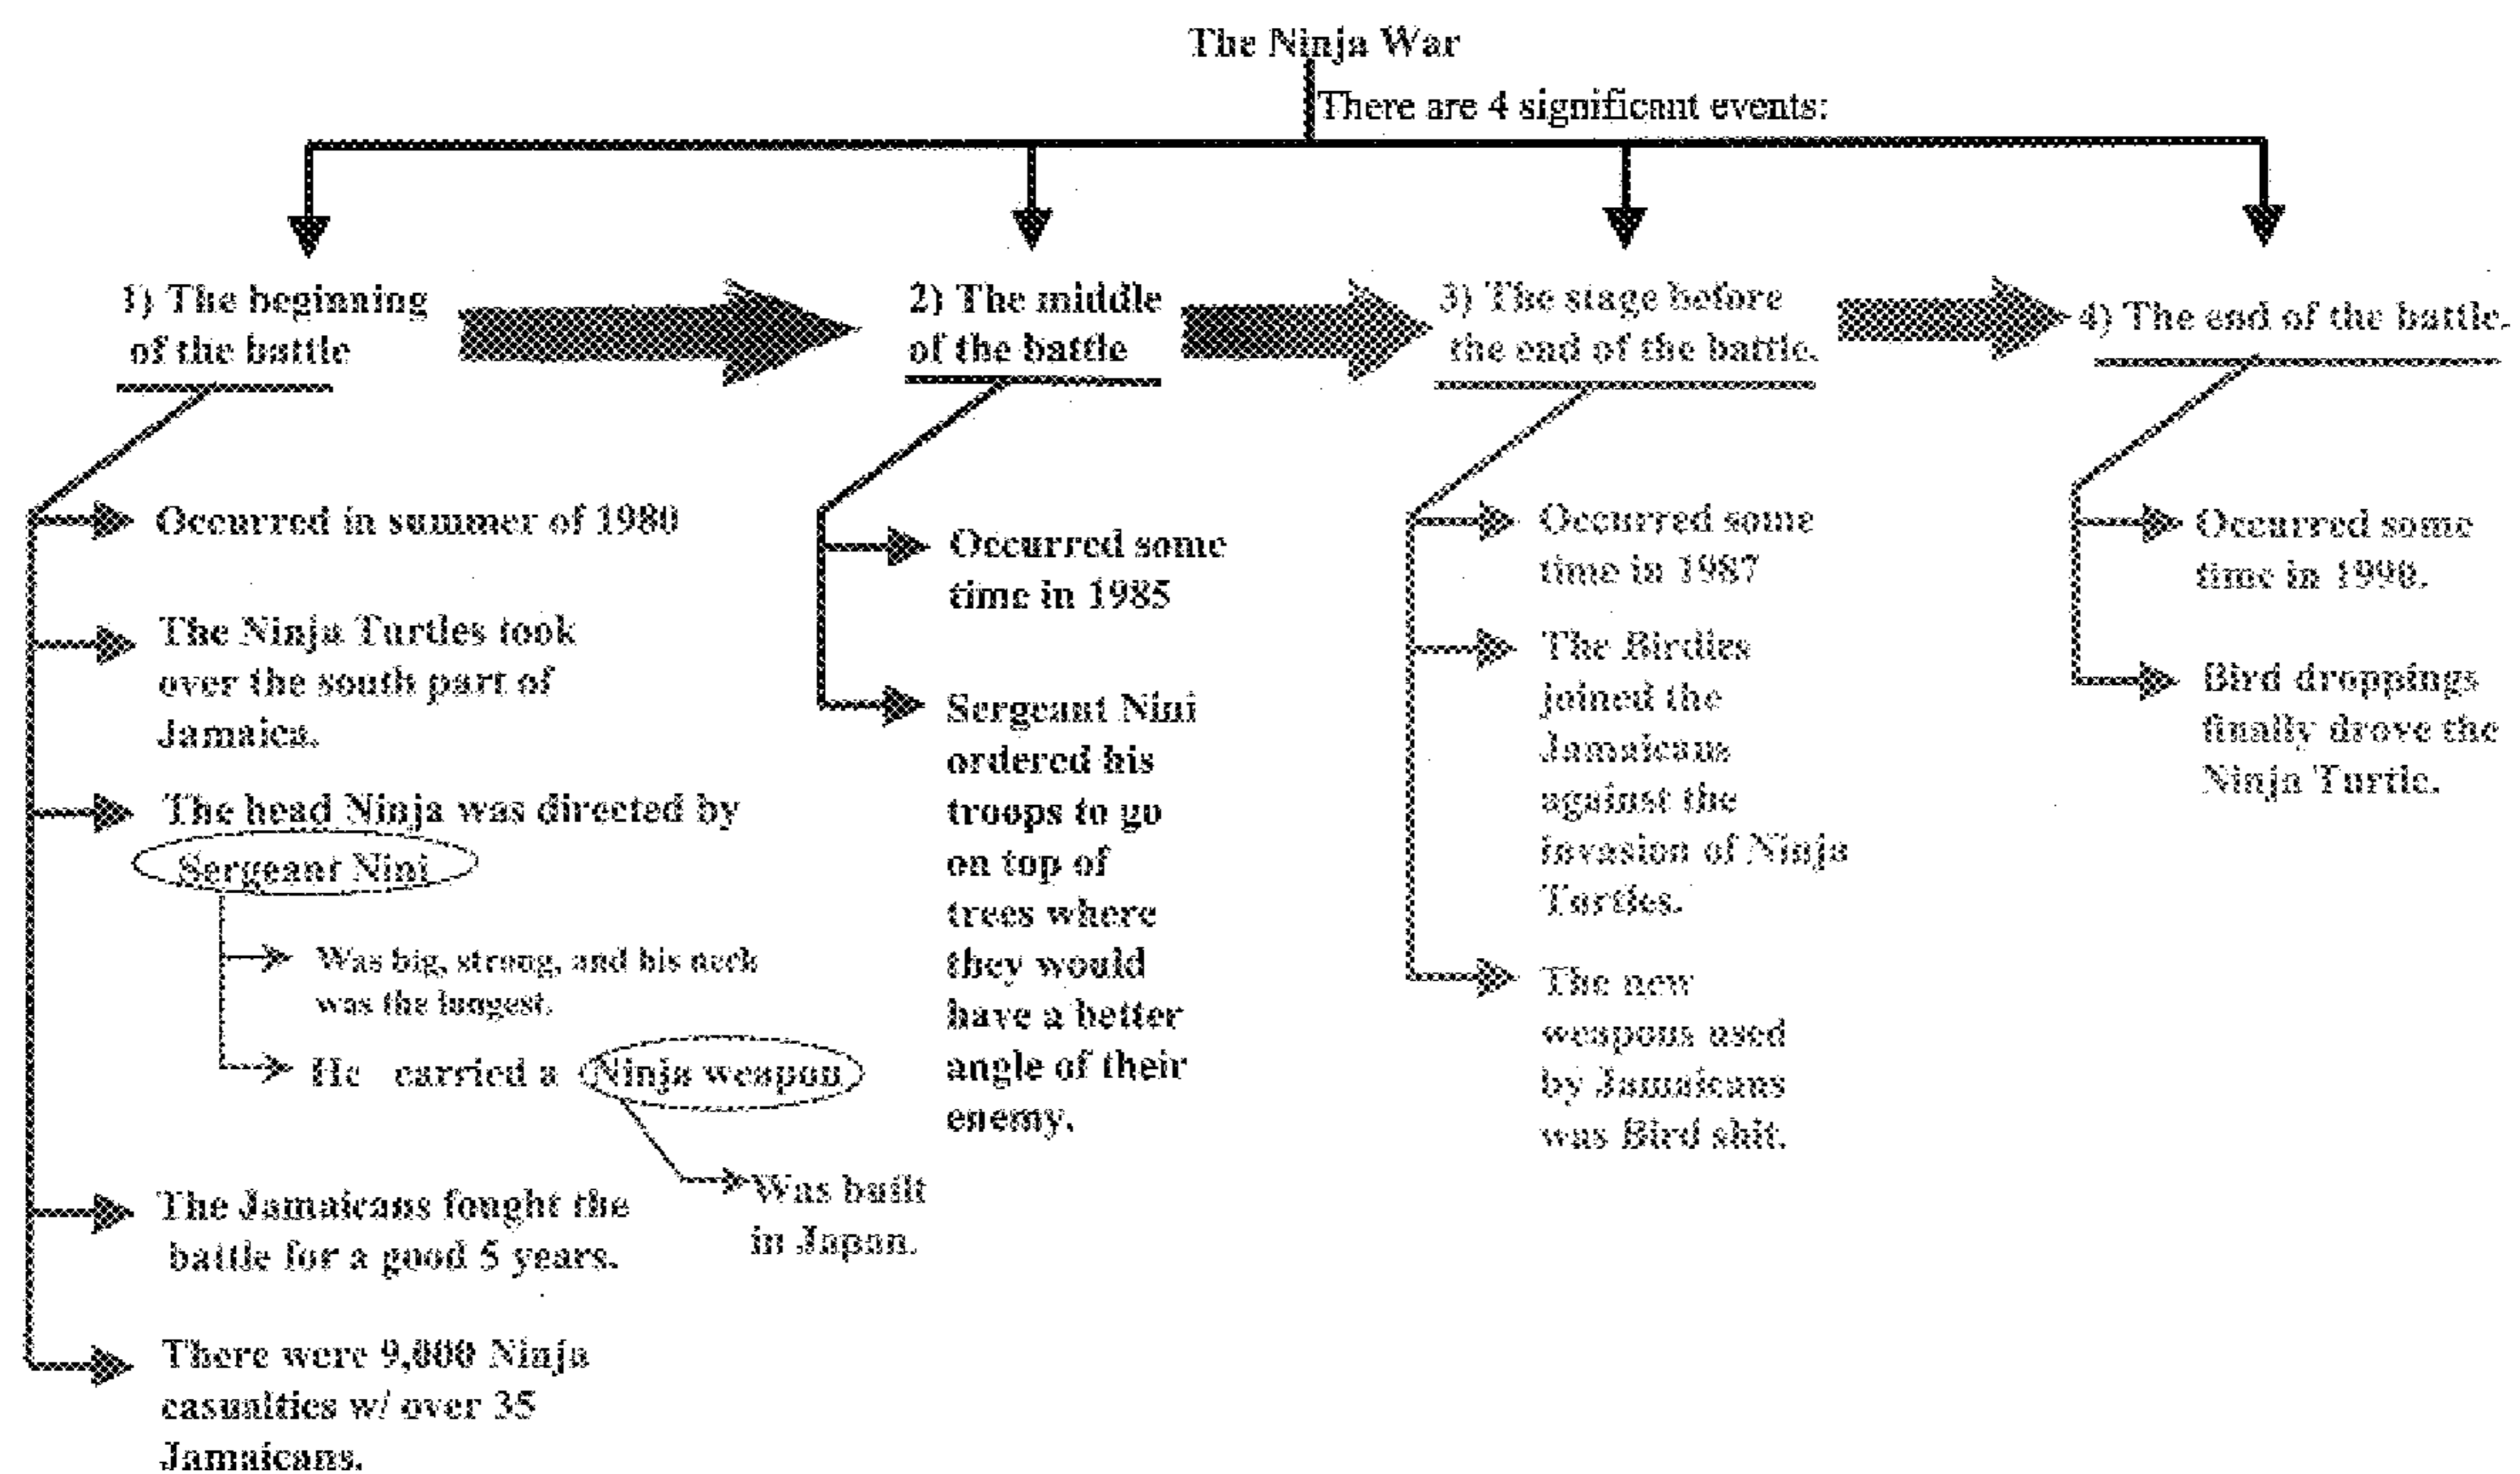 The Ninja War
There are 4 significant events:
1) The beginning
of the battle
Occurred in summer of 1980
The Ninja Turtles took
over the south part of
Jamaica.
The head Ninja was directed by
Sergeant Nini
Was big, strong, and his neck
was the longest.
He carried a Ninja weapon
Was built
in Japan.
The Jamaicans fought the
battle for a good 5 years.
There were 9,000 Ninja
casualties w/ over 35
Jamaicans.
2) The middle
of the battle
Occurred some
time in 1985
Sergeant Nini
ordered his
troops to go
on top of
trees where
they would
have a better
angle of their
enemy.
3) The stage before
the end of the battle.
Occurred some
time in 1987
The Birdies
joined the
Jamaicans
against the
invasion of Ninja
Turtles.
The new
weapons used
by Jamaicans
was Bird shit.
4) The end of the battle.
Occurred some
time in 1990.
Bird droppings
finally drove the
Ninja Turtle.